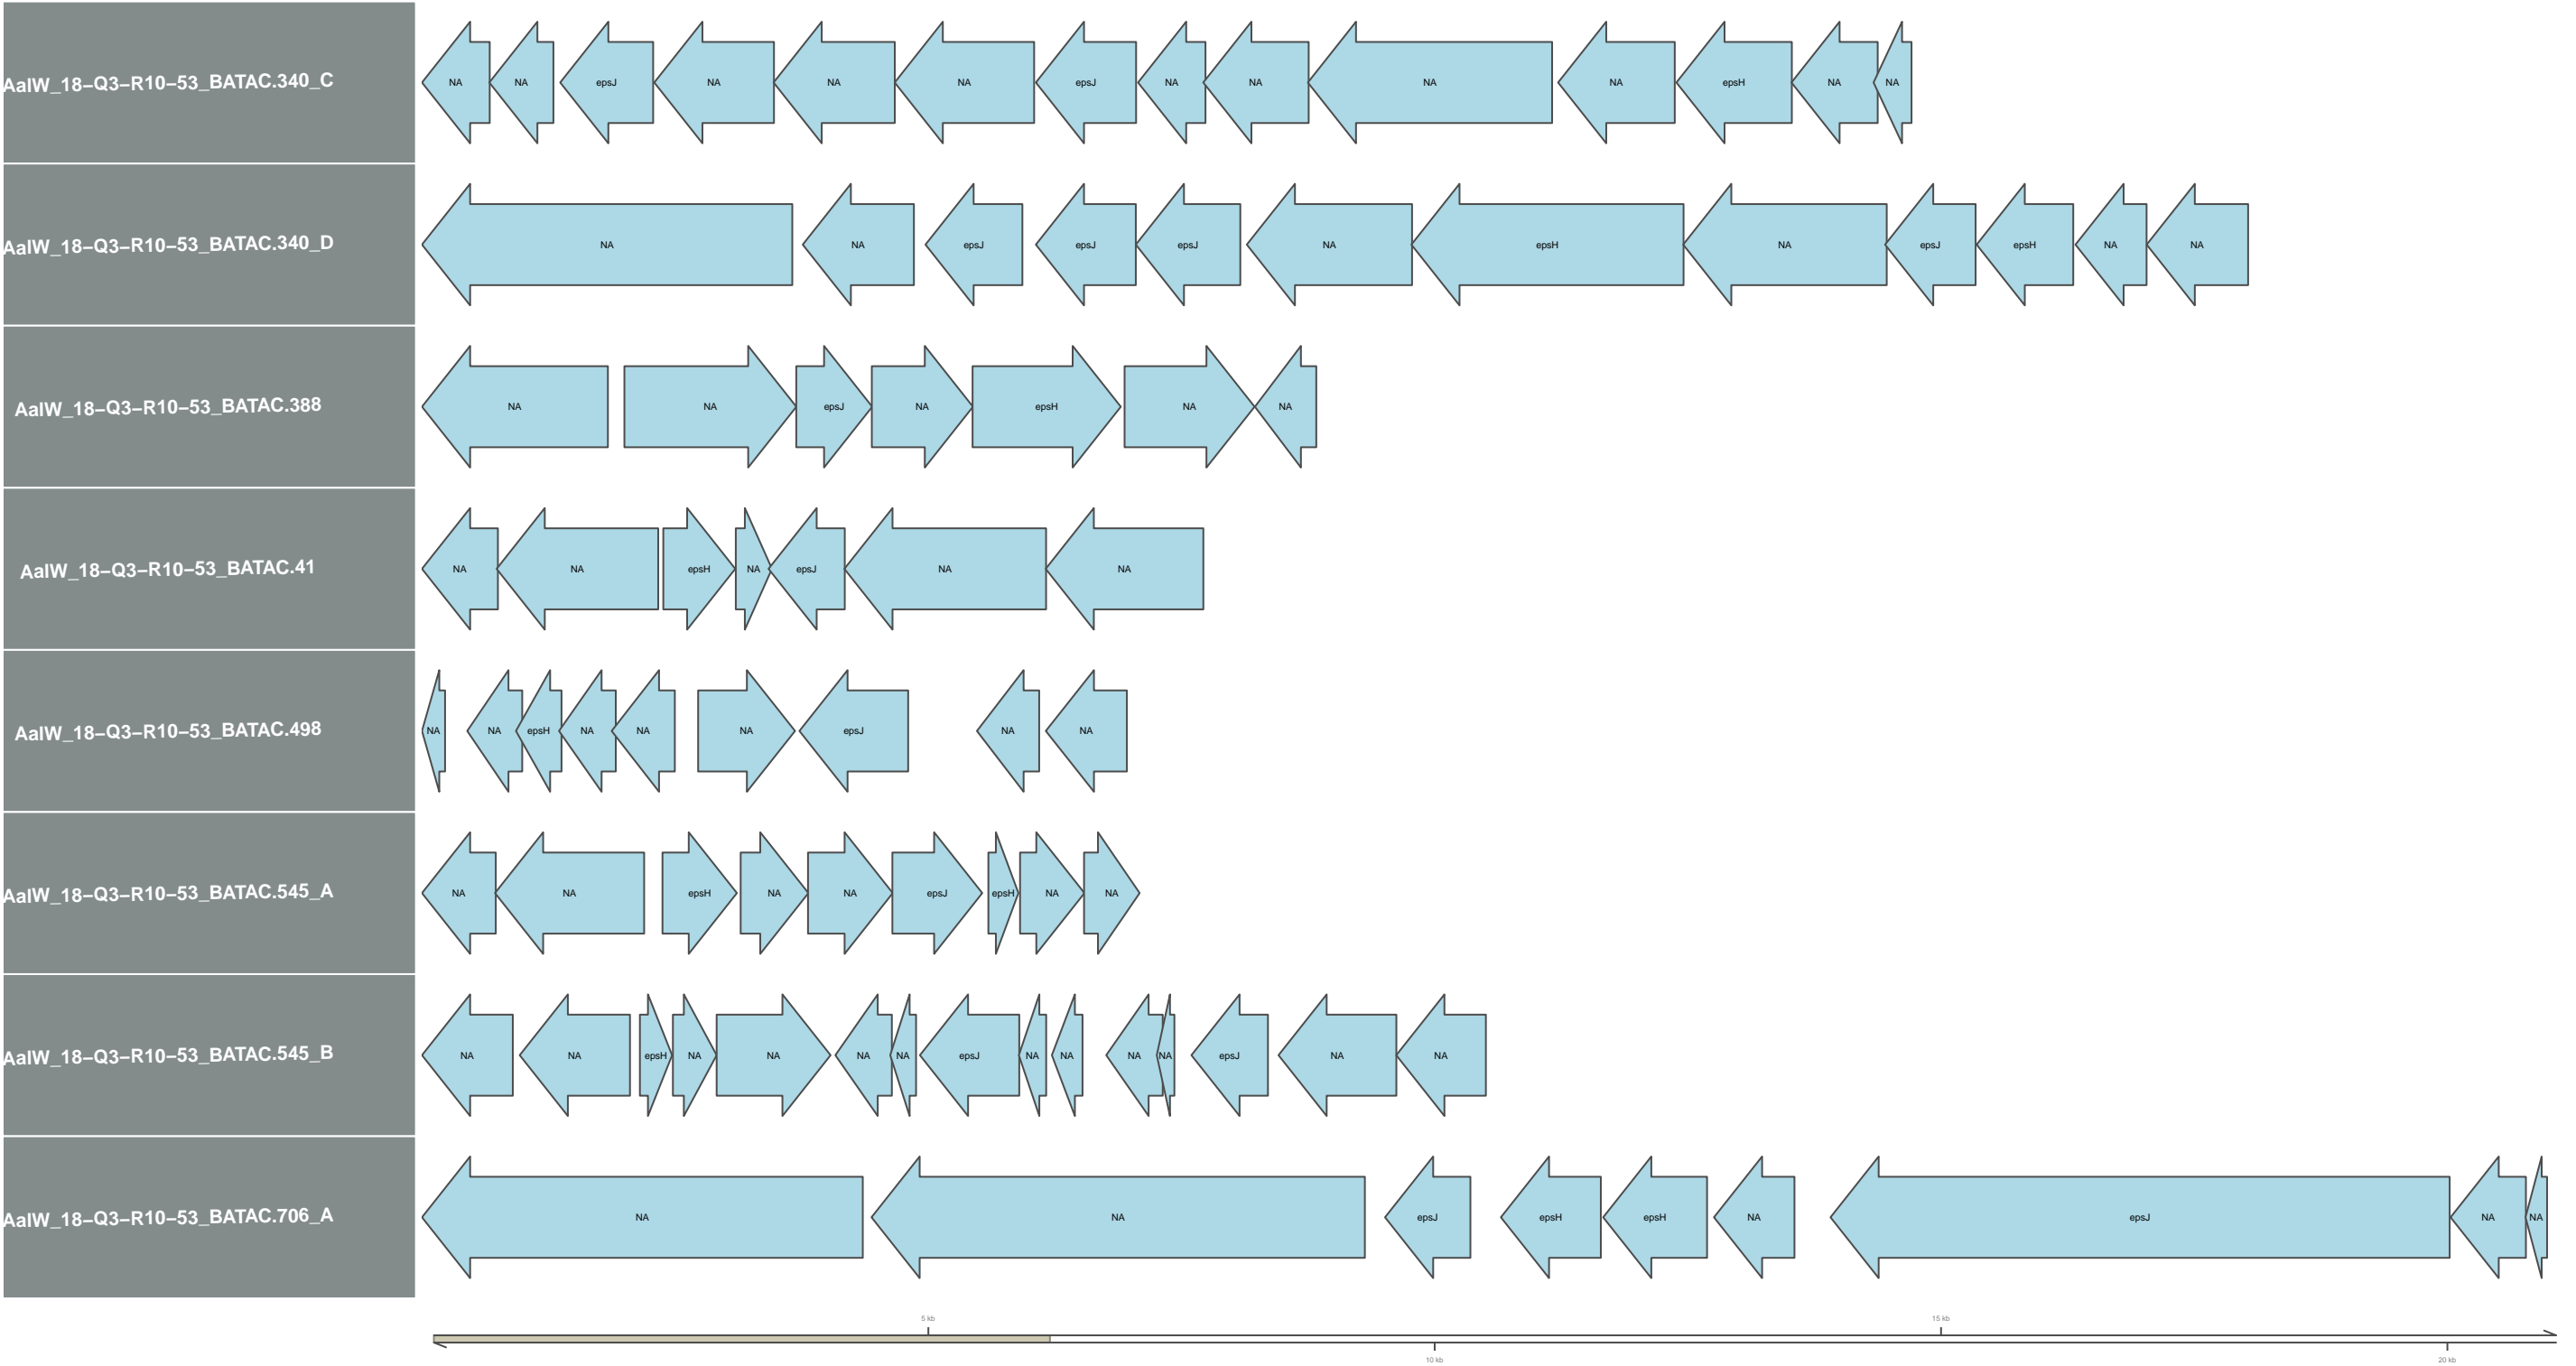 AalW_18–Q3–R10–53_BATAC.340_C NA NA epsJ NA NA NA epsJ NA NA NA NA epsH NA NA
AalW_18–Q3–R10–53_BATAC.340_D NA NA epsJ epsJ epsJ NA epsH NA epsJ epsH NA NA
AalW_18–Q3–R10–53_BATAC.388 NA NA epsJ NA epsH NA NA
AalW_18–Q3–R10–53_BATAC.41 NA NA epsH NA epsJ NA NA
AalW_18–Q3–R10–53_BATAC.498 NA NA epsH NA NA NA epsJ NA NA
AalW_18–Q3–R10–53_BATAC.545_A NA NA epsH NA NA epsJ epsH NA NA
AalW_18–Q3–R10–53_BATAC.545_B NA NA epsH NA NA NA NA epsJ NA NA NA NA epsJ NA NA
AalW_18–Q3–R10–53_BATAC.706_A NA NA epsJ epsH epsH NA epsJ NA NA
5 kb 15 kb
10 kb 20 kb